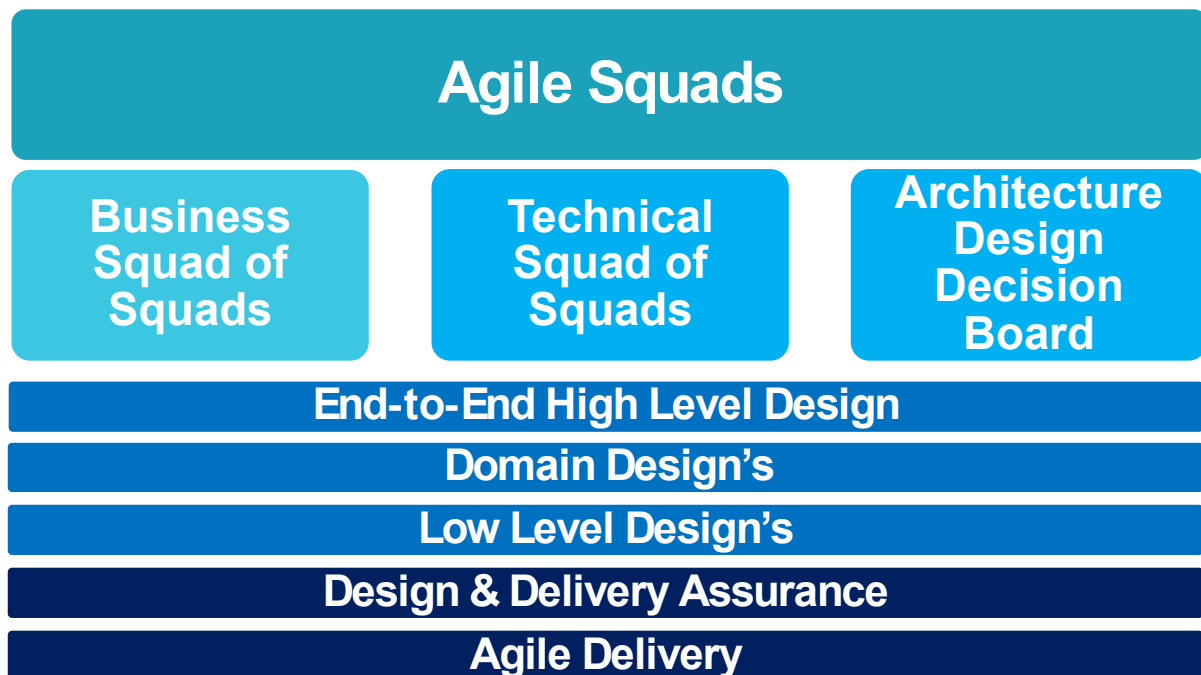 Agile Squads
Business
Squad of
Squads
Technical
Squad of
Squads
Architecture
Design
Decision
Board
End-to-End High Level Design
Domain Design’s
Low Level Design’s
Design & Delivery Assurance
Agile Delivery